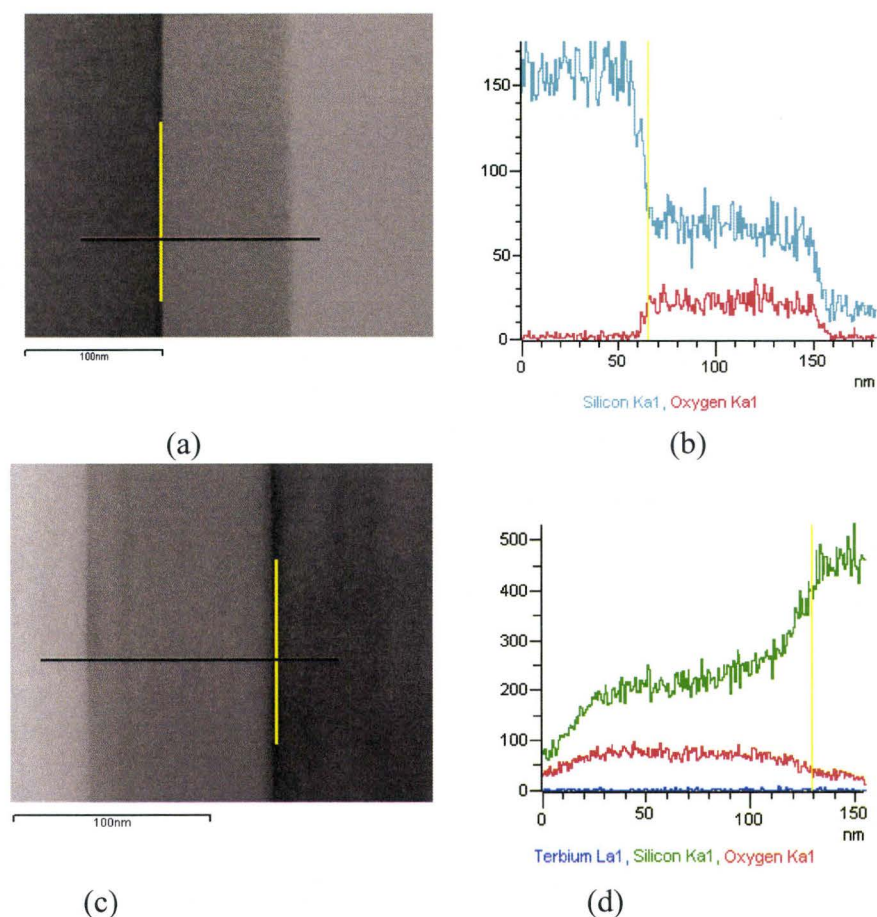 100nm
(a)
150
100
50
0
0 50 100 150
nm
Silicon Ka1, Oxygen Ka1
(b)
100nm
(c)
500
400
300
200
100
0
0 50 100 150
nm
Terbium La1, Silicon Ka1, Oxygen Ka1
(d)